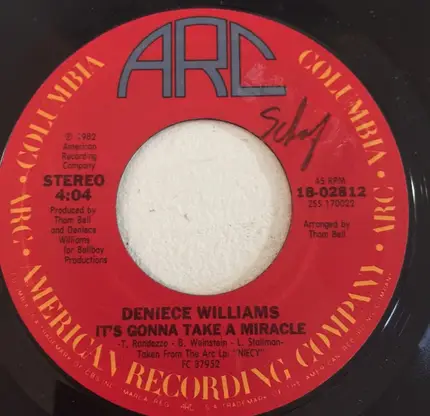 ARC
COLUMBIA
COLUMBIA
ARC
ARC
AMERICAN RECORDING COMPANY
℗ 1982
American
Recording
Company
STEREO
4:04
Produced by
Thom Bell
and Deniece
Williams
for Bellboy
Productions
45 RPM
18-02812
ZSS 170022
Arranged by
Thom Bell
DENIECE WILLIAMS
IT'S GONNA TAKE A MIRACLE
-T. Randazzo - B. Weinstein - L. Stallman-
Taken From The Arc Lp: "NIECY"
FC 37952